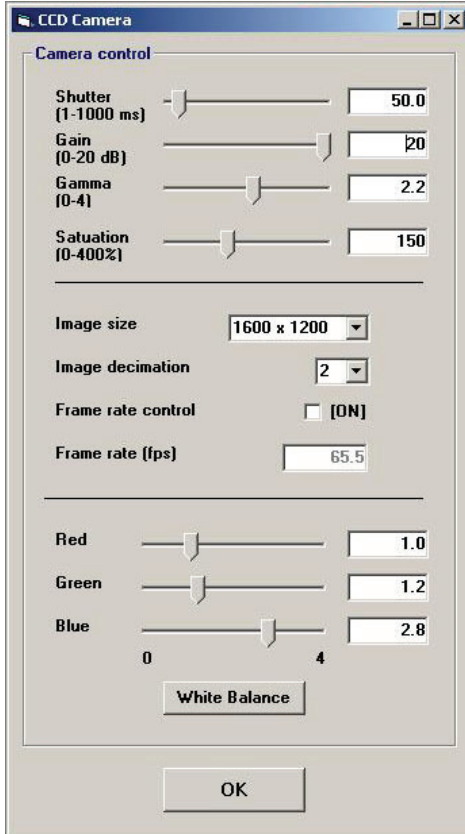 CCD Camera
Camera control
Shutter
(1-1000 ms)
50.0
Gain
(0-20 dB)
20
Gamma
(0-4)
2.2
Satuation
(0-400%)
150
Image size
1600 x 1200
Image decimation
2
Frame rate control
[ON]
Frame rate (fps)
65.5
Red
1.0
Green
1.2
Blue
2.8
0 4
White Balance
OK